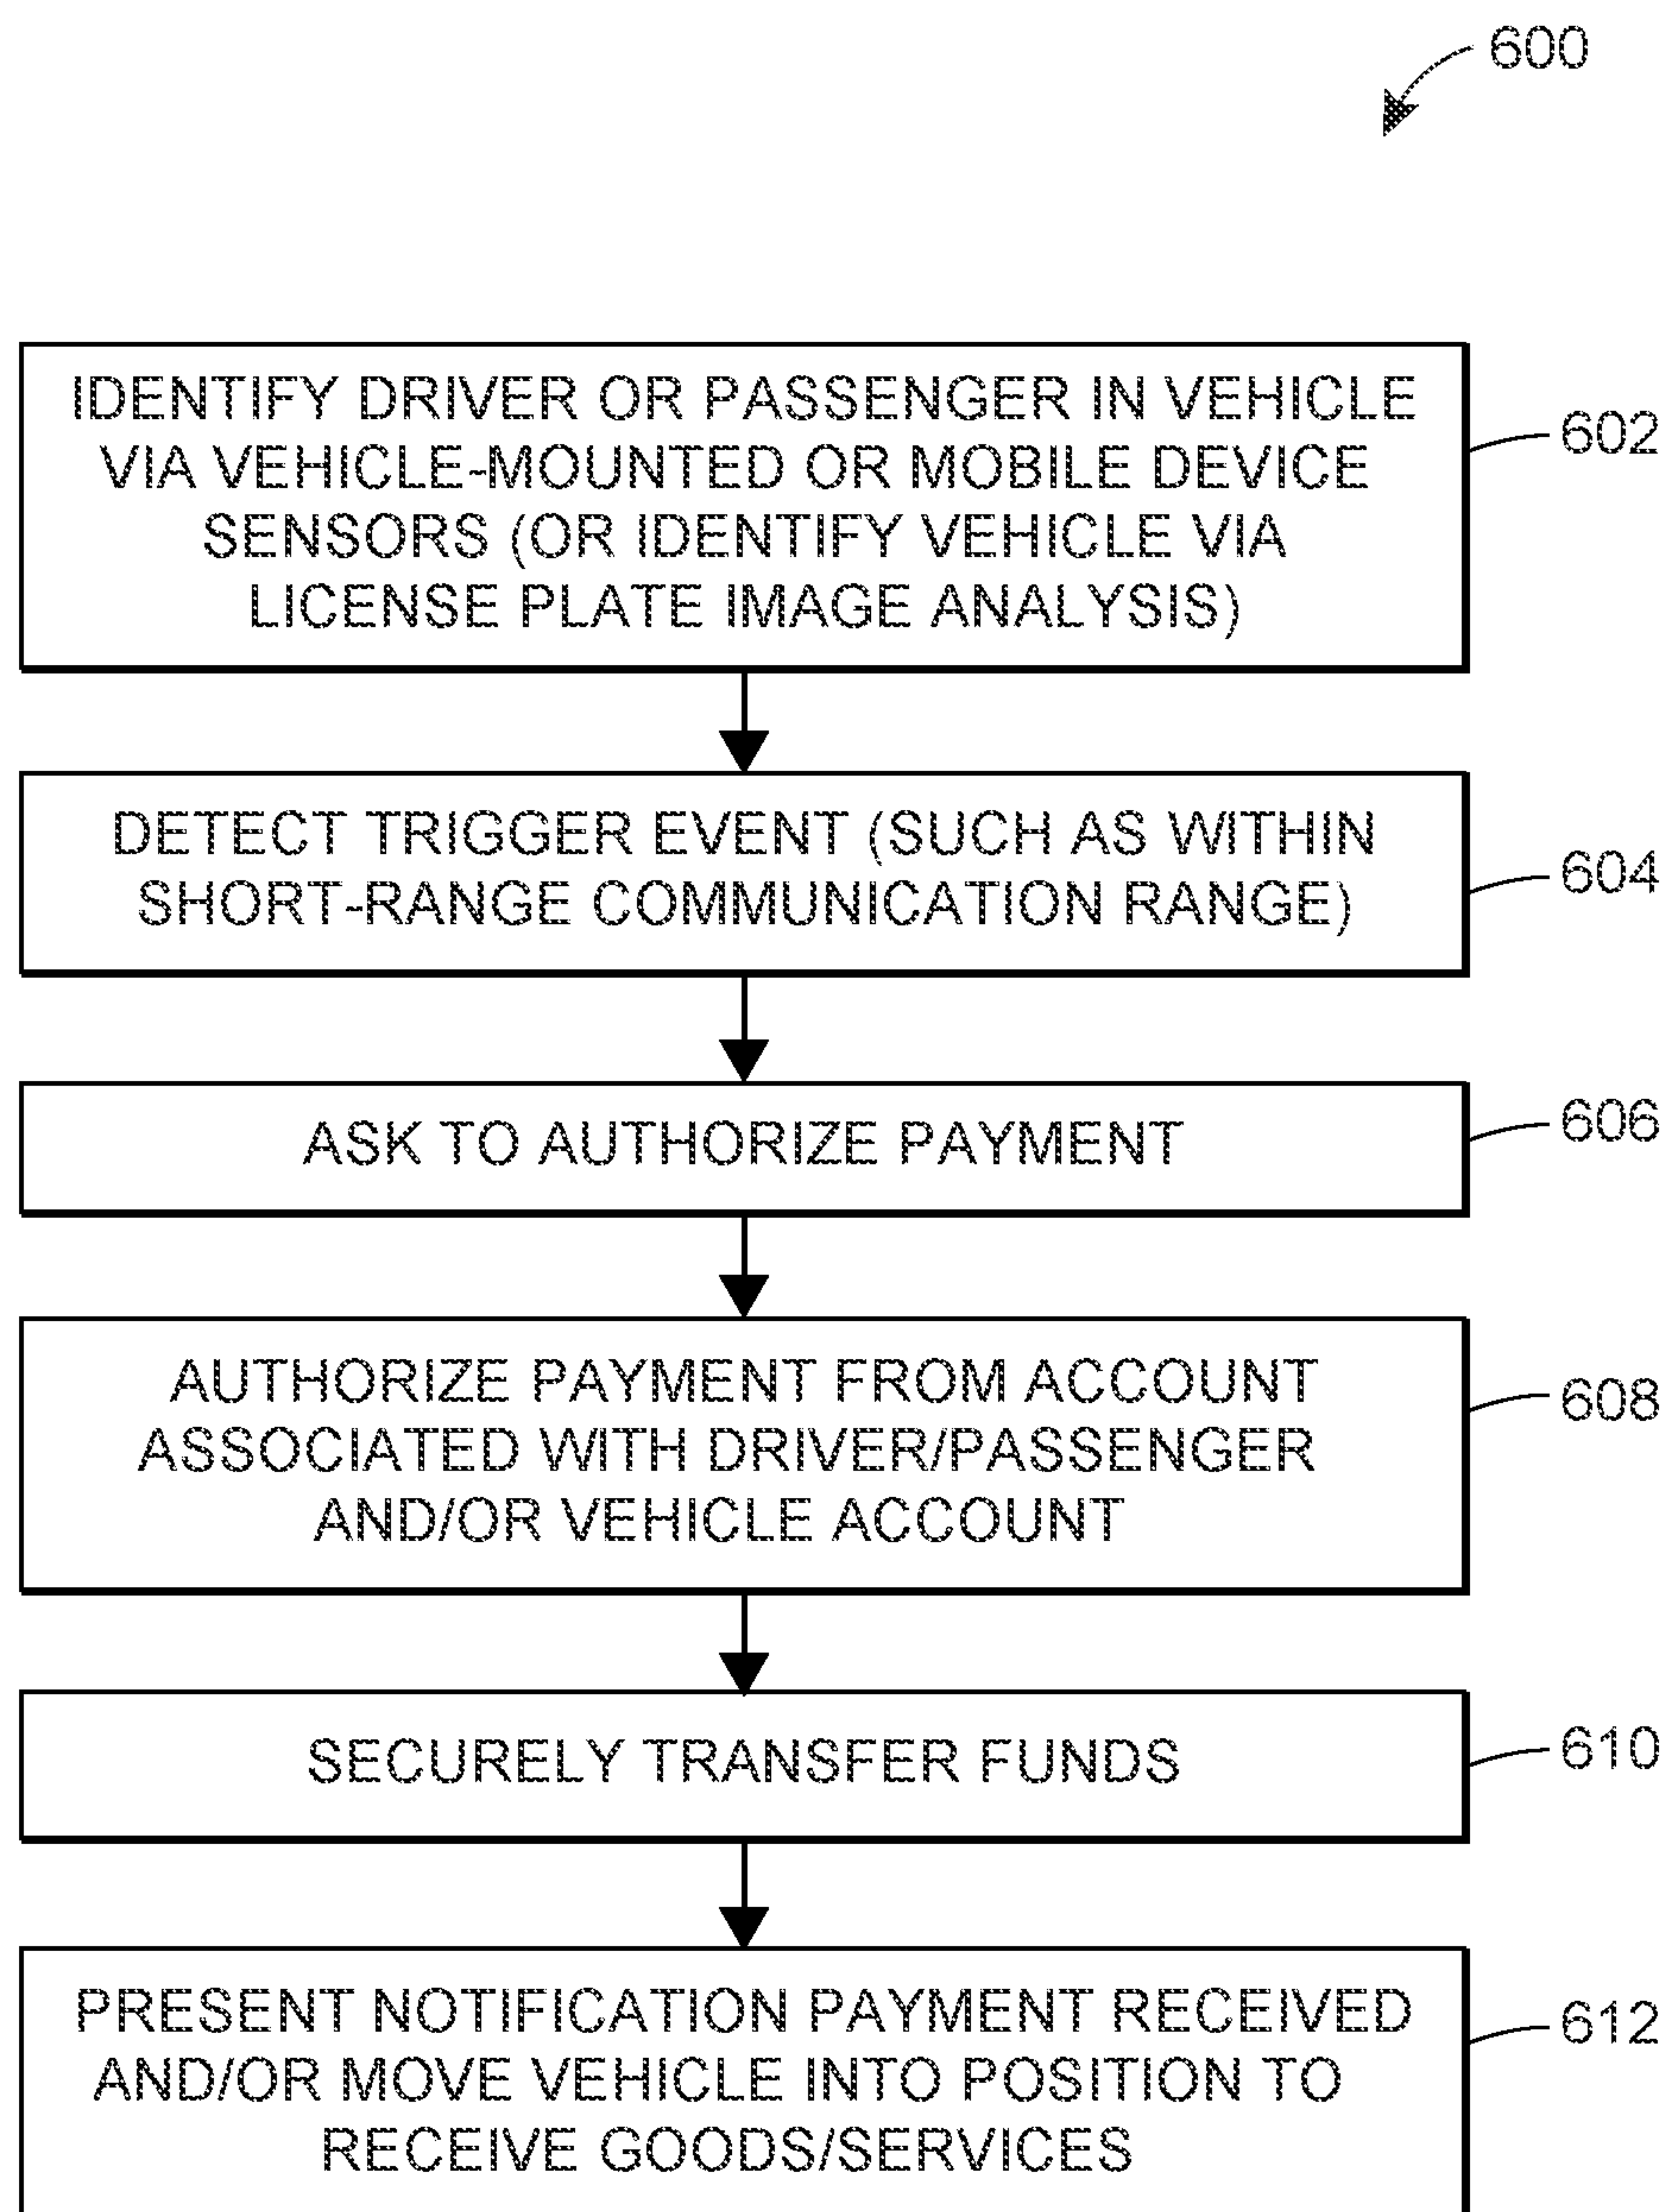 600
IDENTIFY DRIVER OR PASSENGER IN VEHICLE
VIA VEHICLE-MOUNTED OR MOBILE DEVICE
SENSORS (OR IDENTIFY VEHICLE VIA
LICENSE PLATE IMAGE ANALYSIS)
602
DETECT TRIGGER EVENT (SUCH AS WITHIN
SHORT-RANGE COMMUNICATION RANGE)
604
ASK TO AUTHORIZE PAYMENT
606
AUTHORIZE PAYMENT FROM ACCOUNT
ASSOCIATED WITH DRIVER/PASSENGER
AND/OR VEHICLE ACCOUNT
608
SECURELY TRANSFER FUNDS
610
PRESENT NOTIFICATION PAYMENT RECEIVED
AND/OR MOVE VEHICLE INTO POSITION TO
RECEIVE GOODS/SERVICES
612